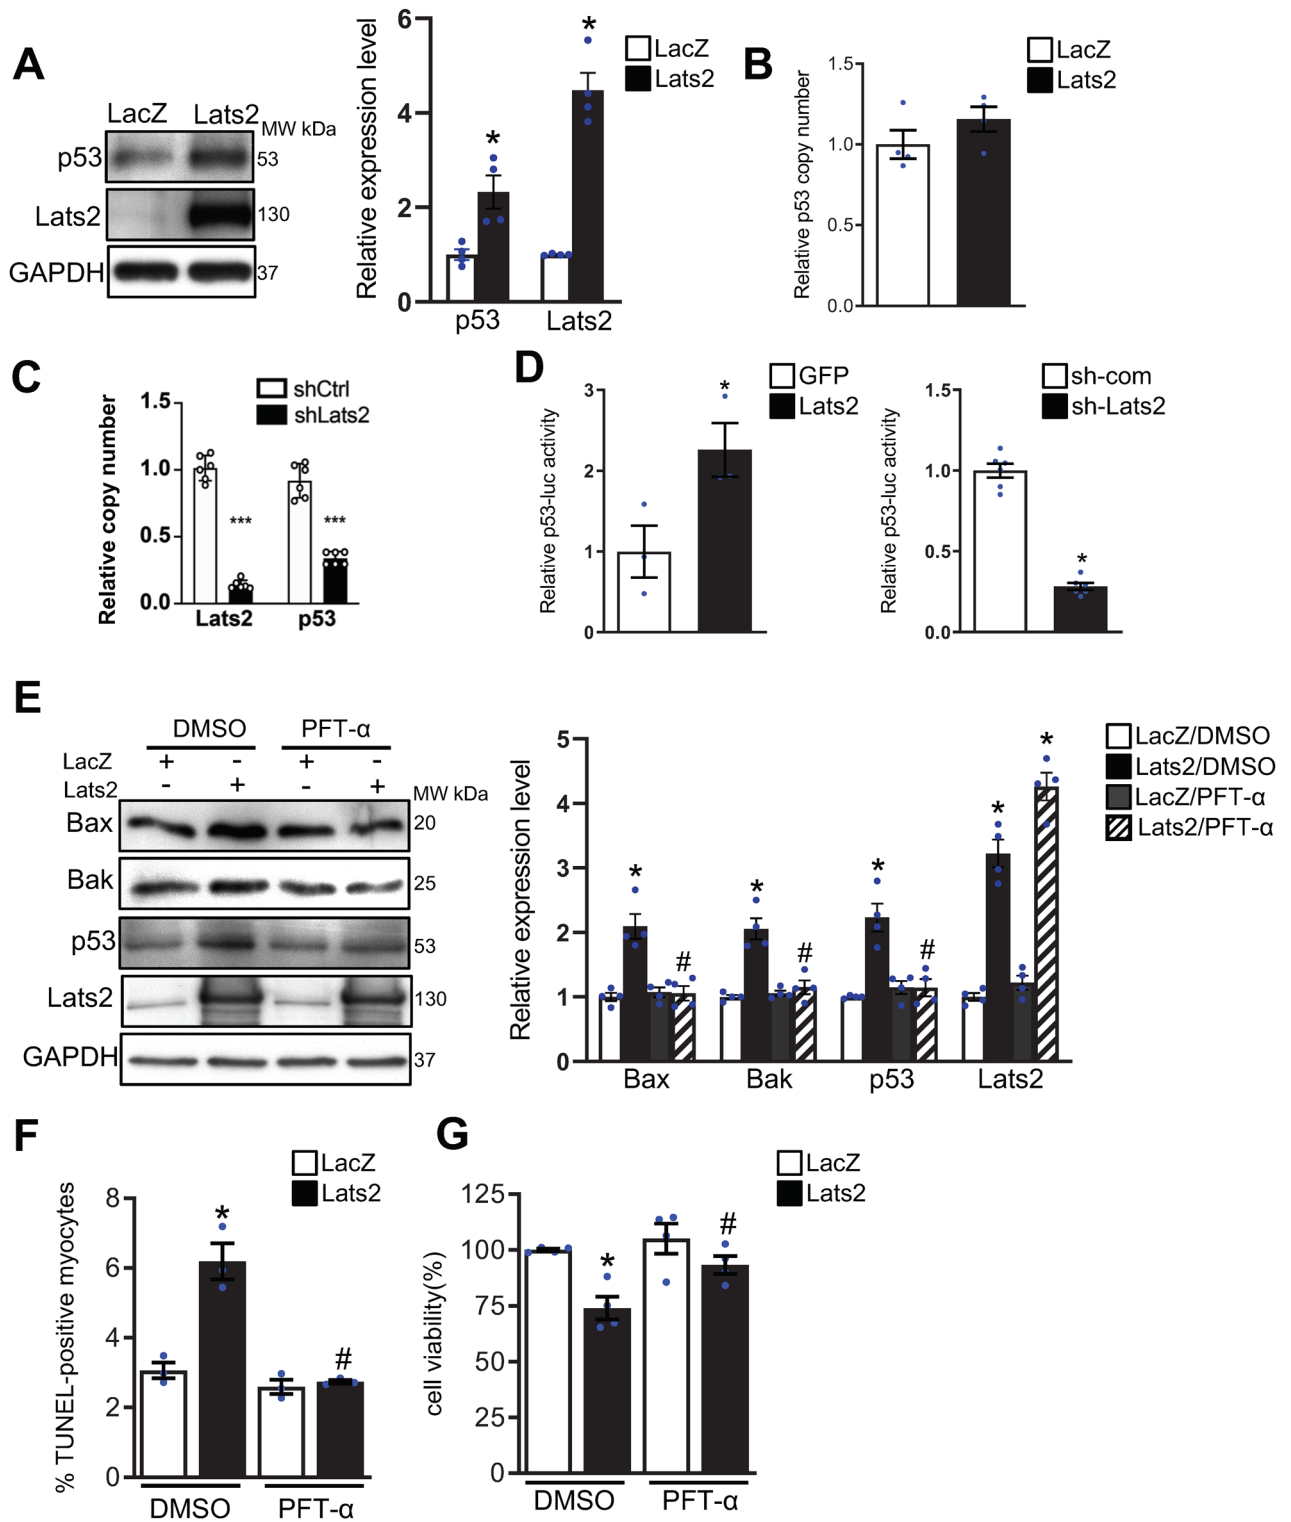 A
LacZ Lats2 MW kDa
p53 53
Lats2 130
GAPDH 37
Relative expression level
6
4
2
0
*
*
p53 Lats2
LacZ
Lats2
B
Relative p53 copy number
1.5
1.0
0.5
0.0
LacZ
Lats2
C
Relative copy number
1.5
1.0
0.5
0.0
***
***
Lats2 p53
shCtrl
shLats2
D
Relative p53-luc activity
3
2
1
0
*
GFP
Lats2
Relative p53-luc activity
1.5
1.0
0.5
0.0
*
sh-com
sh-Lats2
E
DMSO PFT-α
LacZ + - + -
Lats2 - + - + MW kDa
Bax 20
Bak 25
p53 53
Lats2 130
GAPDH 37
Relative expression level
5
4
3
2
1
0
* # * # * # * *
Bax Bak p53 Lats2
LacZ/DMSO
Lats2/DMSO
LacZ/PFT-α
Lats2/PFT-α
F
% TUNEL-positive myocytes
8
6
4
2
0
*
#
DMSO PFT-α
LacZ
Lats2
G
cell viability(%)
125
100
75
50
25
0
*
#
DMSO PFT-α
LacZ
Lats2